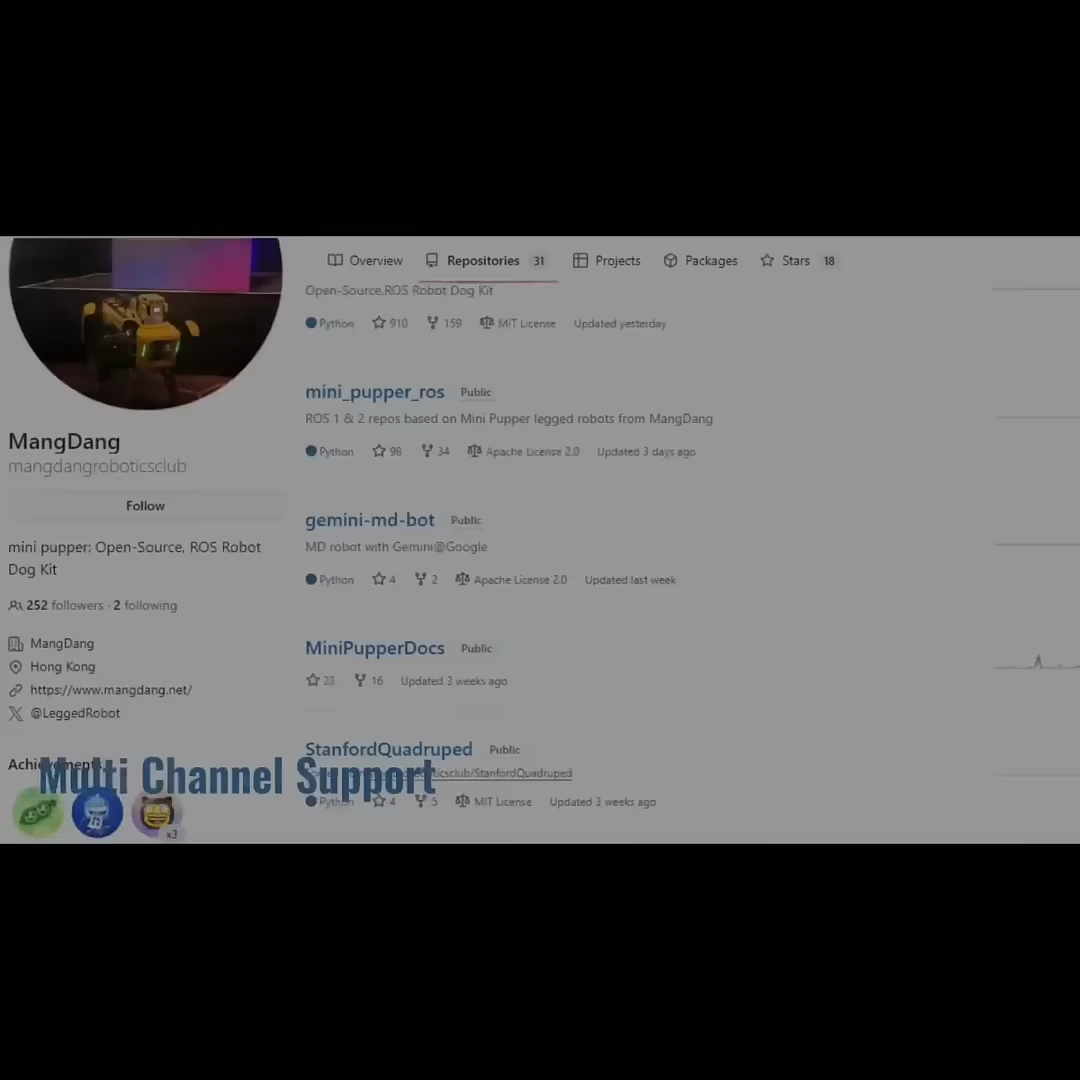 Overview
Repositories 31
Projects
Packages
Stars 18
Open-Source,ROS Robot Dog Kit
Python 910 159 MIT License Updated yesterday
mini_pupper_ros Public
ROS 1 & 2 repos based on Mini Pupper legged robots from MangDang
Python 98 34 Apache License 2.0 Updated 3 days ago
gemini-md-bot Public
MD robot with Gemini@Google
Python 4 2 Apache License 2.0 Updated last week
MiniPupperDocs Public
23 16 Updated 3 weeks ago
StanfordQuadruped Public
/StanfordQuadruped
Python 4 5 MIT License Updated 3 weeks ago
MangDang
mangdangroboticsclub
Follow
mini pupper: Open-Source, ROS Robot
Dog Kit
252 followers · 2 following
MangDang
Hong Kong
https://www.mangdang.net/
@LeggedRobot
Achievements
Multi Channel Support
x3